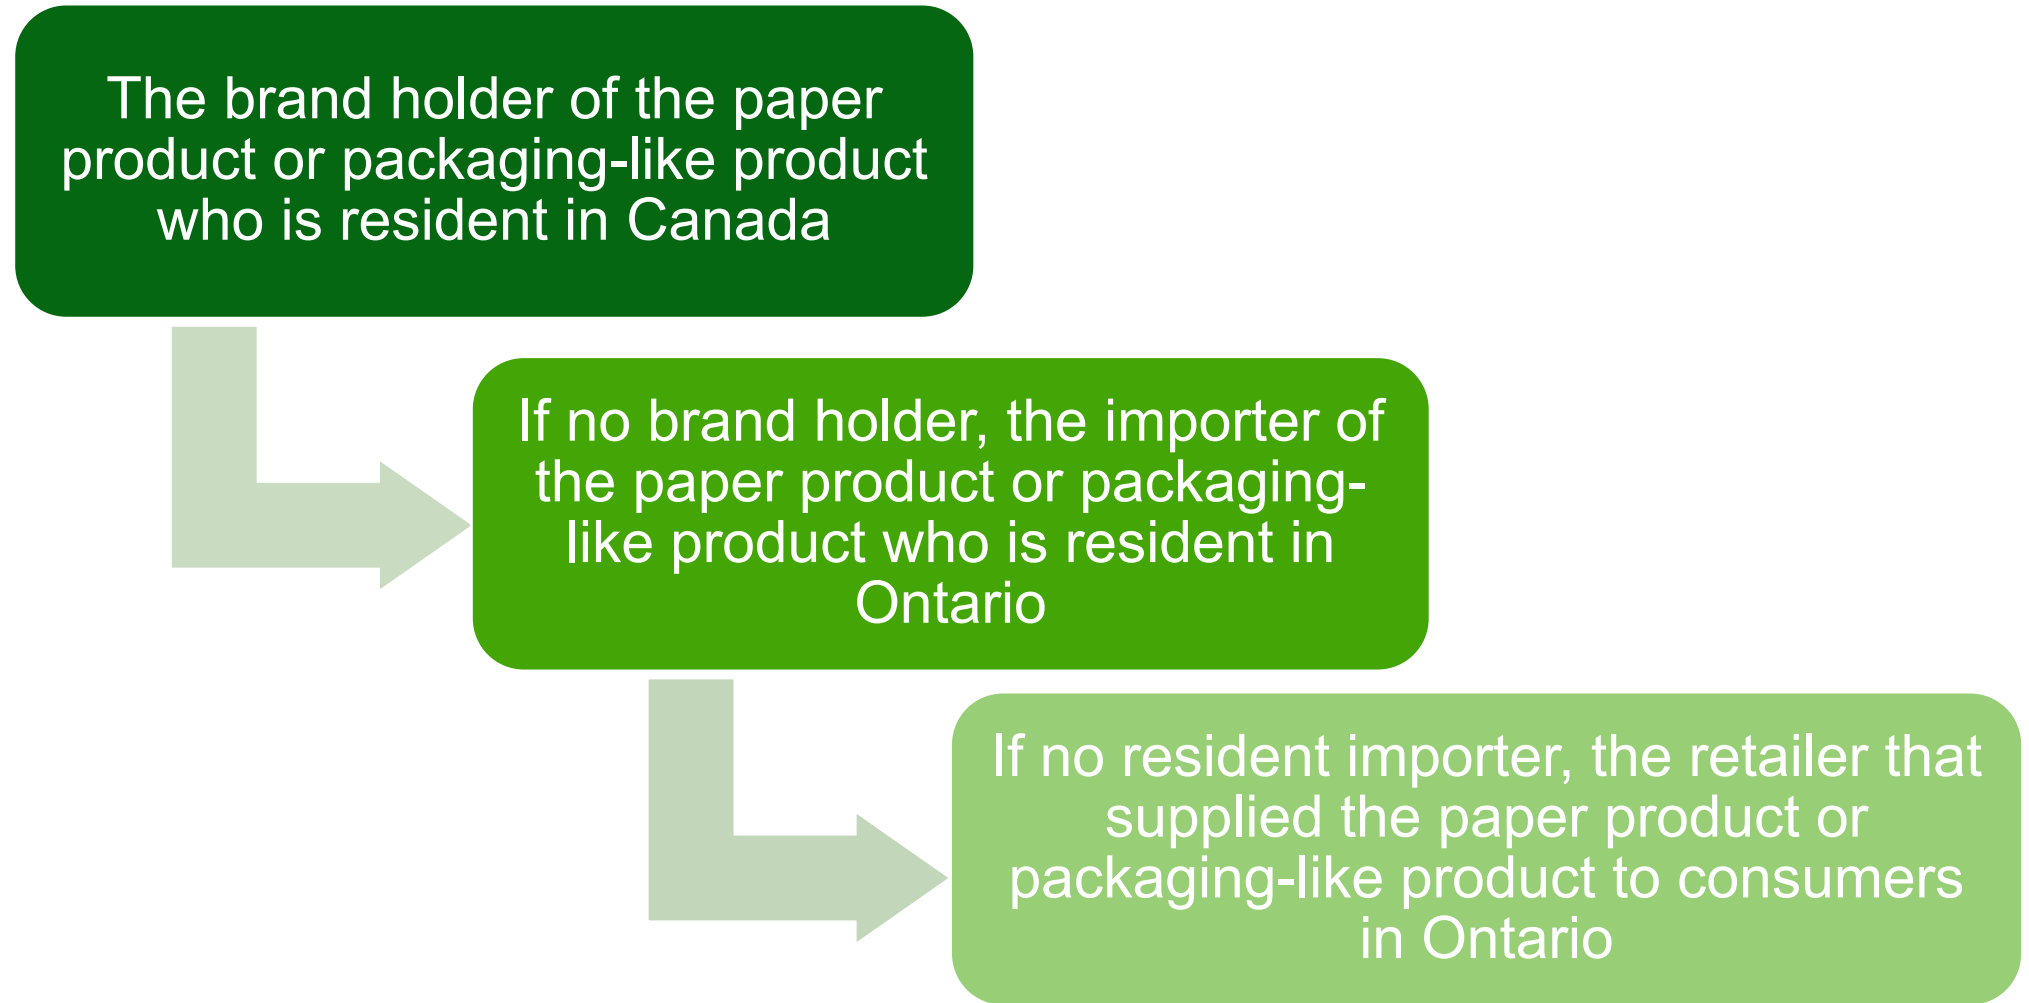 The brand holder of the paper
product or packaging-like product
who is resident in Canada
If no brand holder, the importer of
the paper product or packaging-
like product who is resident in
Ontario
If no resident importer, the retailer that
supplied the paper product or
packaging-like product to consumers
in Ontario